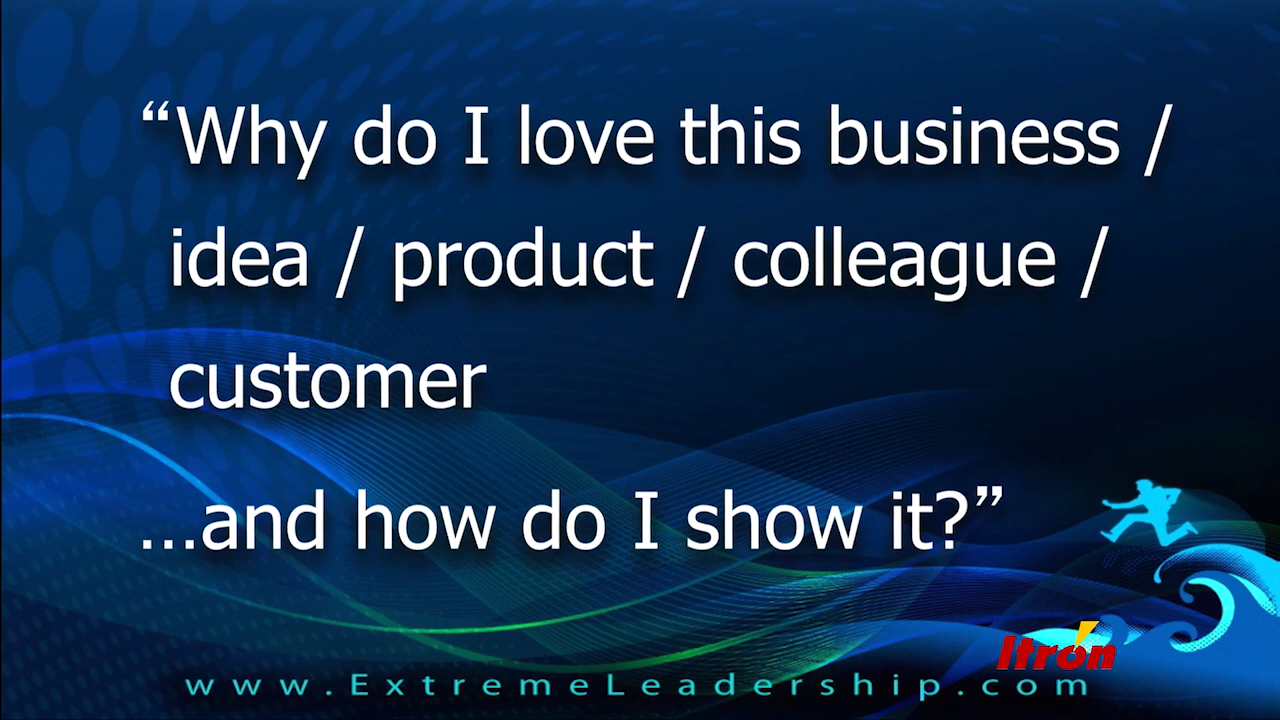 “Why do I love this business /
idea / product / colleague /
customer
...and how do I show it?”
Itron
www.ExtremeLeadership.com